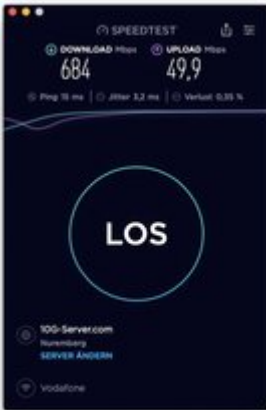 SPEEDTEST
DOWNLOAD Mbps UPLOAD Mbps
684 49,9
Ping 15 ms Jitter 3,2 ms Verlust 0,35 %
LOS
10G-Server.com
Nuremberg
SERVER ÄNDERN
Vodafone